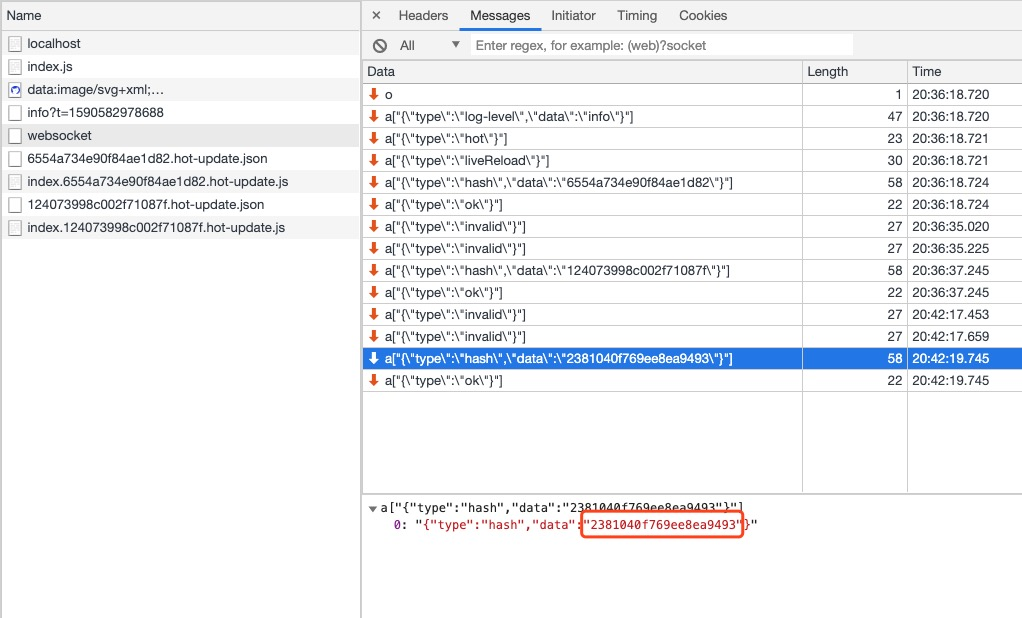 Name
localhost
index.js
data:image/svg+xml;…
info?t=1590582978688
websocket
6554a734e90f84ae1d82.hot-update.json
index.6554a734e90f84ae1d82.hot-update.js
124073998c002f71087f.hot-update.json
index.124073998c002f71087f.hot-update.js
× Headers Messages Initiator Timing Cookies
All ▼ Enter regex, for example: (web)?socket
Data Length Time
o 1 20:36:18.720
a["{\"type\":\"log-level\",\"data\":\"info\"}"] 47 20:36:18.720
a["{\"type\":\"hot\"}"] 23 20:36:18.721
a["{\"type\":\"liveReload\"}"] 30 20:36:18.721
a["{\"type\":\"hash\",\"data\":\"6554a734e90f84ae1d82\"}"] 58 20:36:18.724
a["{\"type\":\"ok\"}"] 22 20:36:18.724
a["{\"type\":\"invalid\"}"] 27 20:36:35.020
a["{\"type\":\"invalid\"}"] 27 20:36:35.225
a["{\"type\":\"hash\",\"data\":\"124073998c002f71087f\"}"] 58 20:36:37.245
a["{\"type\":\"ok\"}"] 22 20:36:37.245
a["{\"type\":\"invalid\"}"] 27 20:42:17.453
a["{\"type\":\"invalid\"}"] 27 20:42:17.659
a["{\"type\":\"hash\",\"data\":\"2381040f769ee8ea9493\"}"] 58 20:42:19.745
a["{\"type\":\"ok\"}"] 22 20:42:19.745
▼a["{"type":"hash","data":"2381040f769ee8ea9493"}"]
0: "{"type":"hash","data":"2381040f769ee8ea9493"}"